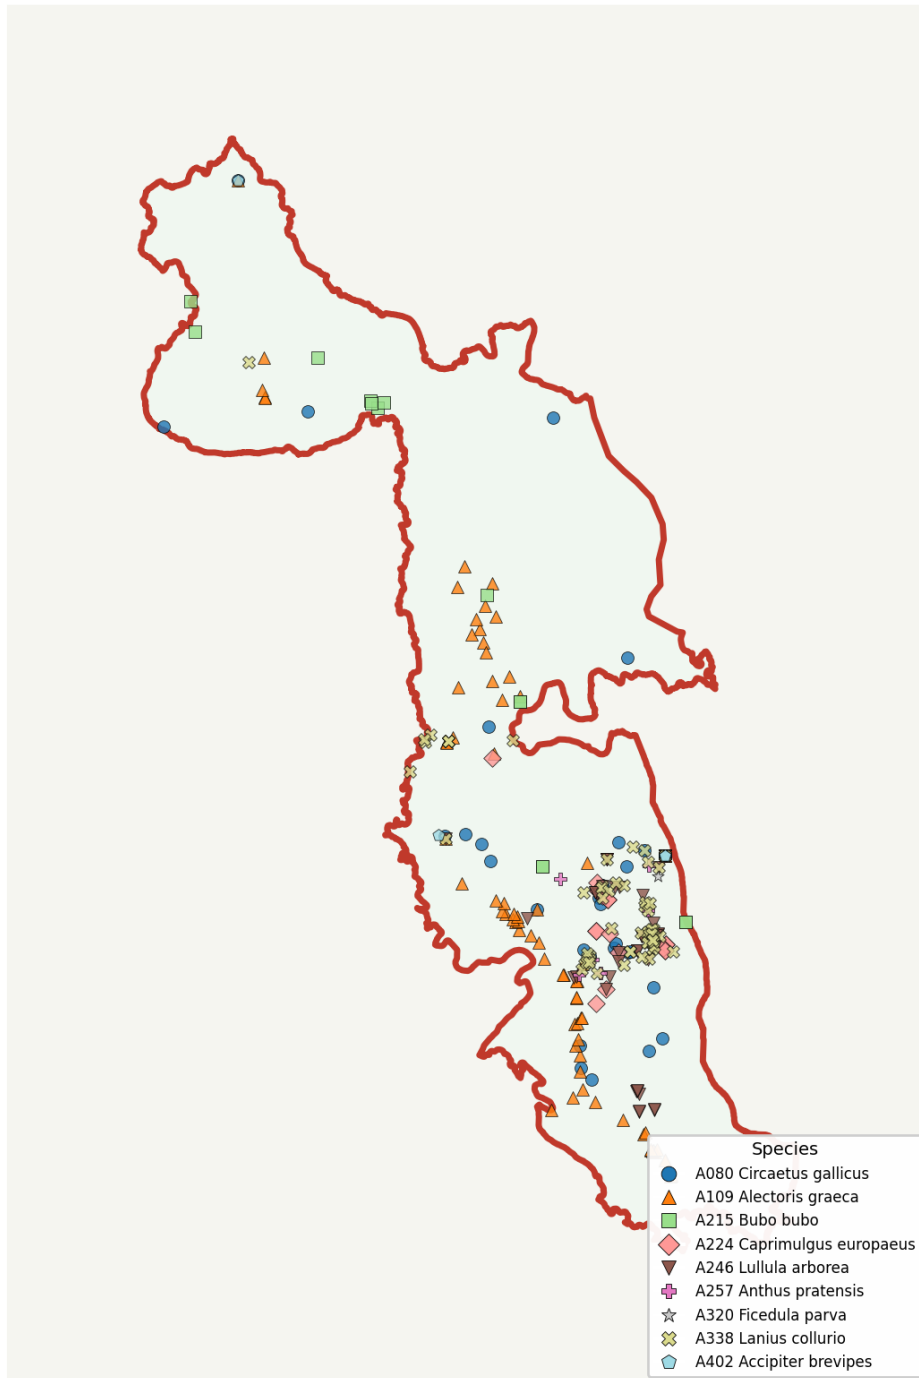 Species
A080 Circaetus gallicus
A109 Alectoris graeca
A215 Bubo bubo
A224 Caprimulgus europaeus
A246 Lullula arborea
A257 Anthus pratensis
A320 Ficedula parva
A338 Lanius collurio
A402 Accipiter brevipes